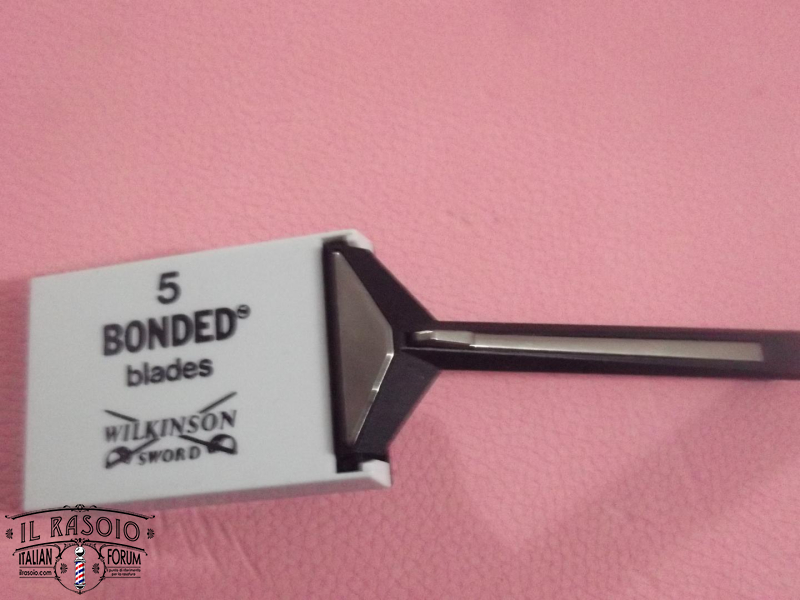 5
BONDED®
blades
WILKINSON
SWORD
IL RASOIO
ITALIAN FORUM
ilrasoio.com